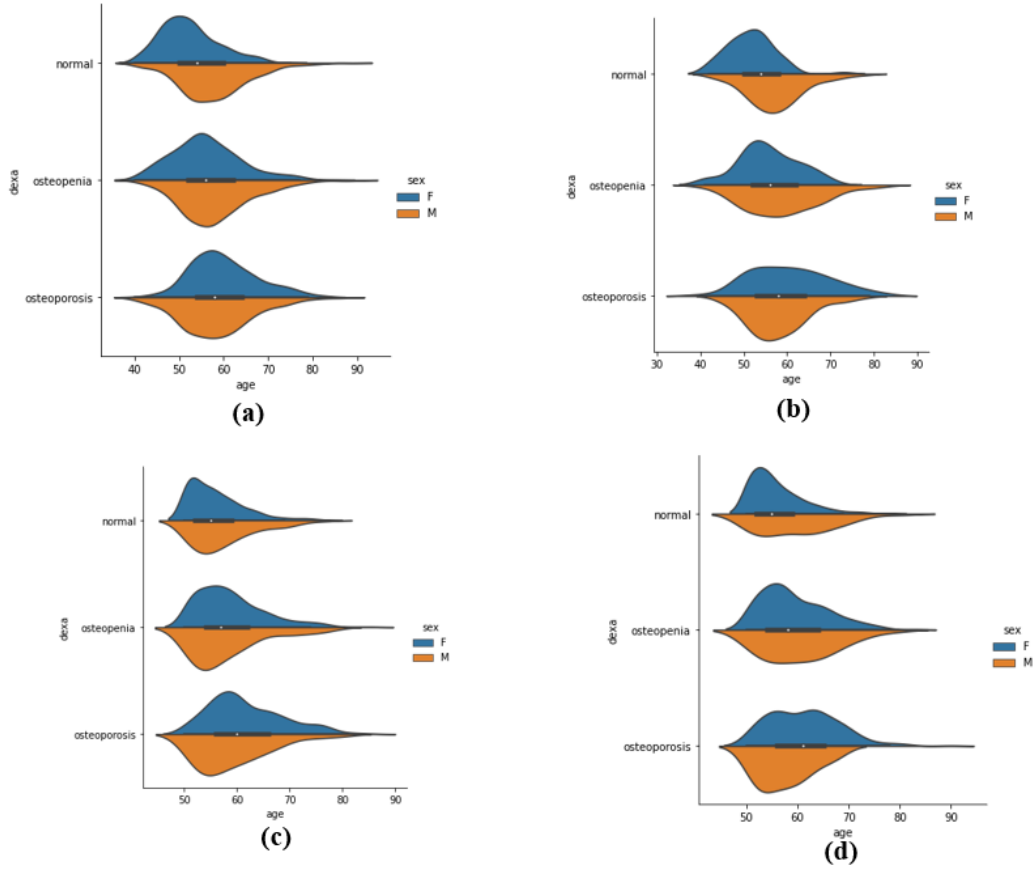 normal
osteopenia
osteoporosis
dexa
40 50 60 70 80 90
age
sex
F
M
(a)
normal
osteopenia
osteoporosis
dexa
30 40 50 60 70 80 90
age
sex
F
M
(b)
normal
osteopenia
osteoporosis
dexa
50 60 70 80 90
age
sex
F
M
(c)
normal
osteopenia
osteoporosis
dexa
50 60 70 80 90
age
sex
F
M
(d)